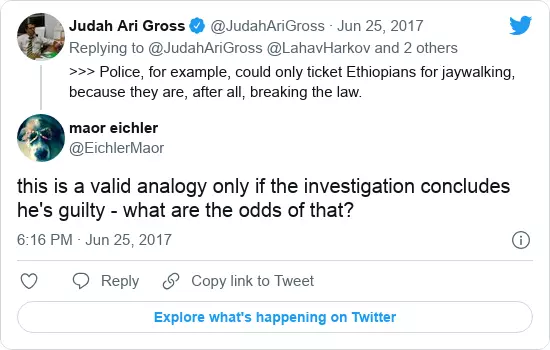 Judah Ari Gross @JudahAriGross · Jun 25, 2017
Replying to @JudahAriGross @LahavHarkov and 2 others
>>> Police, for example, could only ticket Ethiopians for jaywalking,
because they are, after all, breaking the law.
maor eichler
@EichlerMaor
this is a valid analogy only if the investigation concludes
he's guilty - what are the odds of that?
6:16 PM · Jun 25, 2017
Reply Copy link to Tweet
Explore what's happening on Twitter